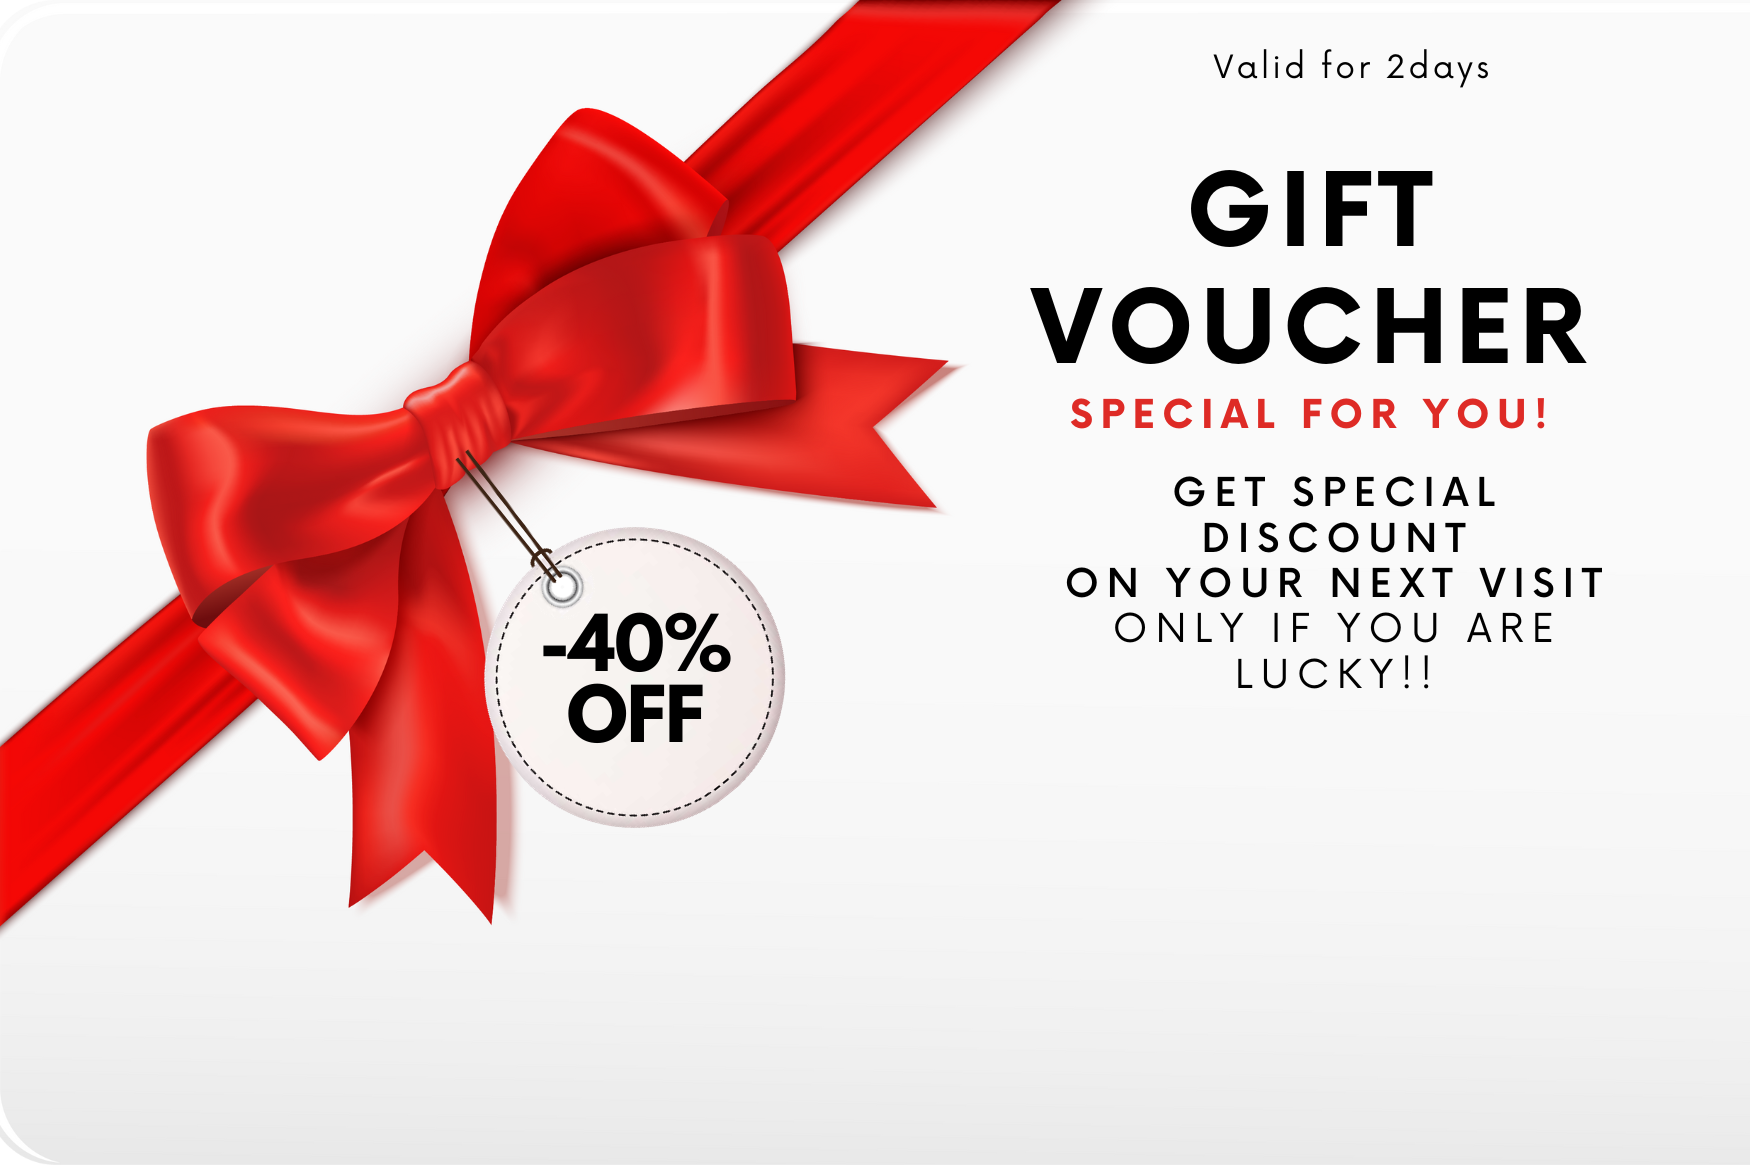 Valid for 2days
GIFT
VOUCHER
SPECIAL FOR YOU!
GET SPECIAL
DISCOUNT
ON YOUR NEXT VISIT
ONLY IF YOU ARE
LUCKY!!
-40%
OFF